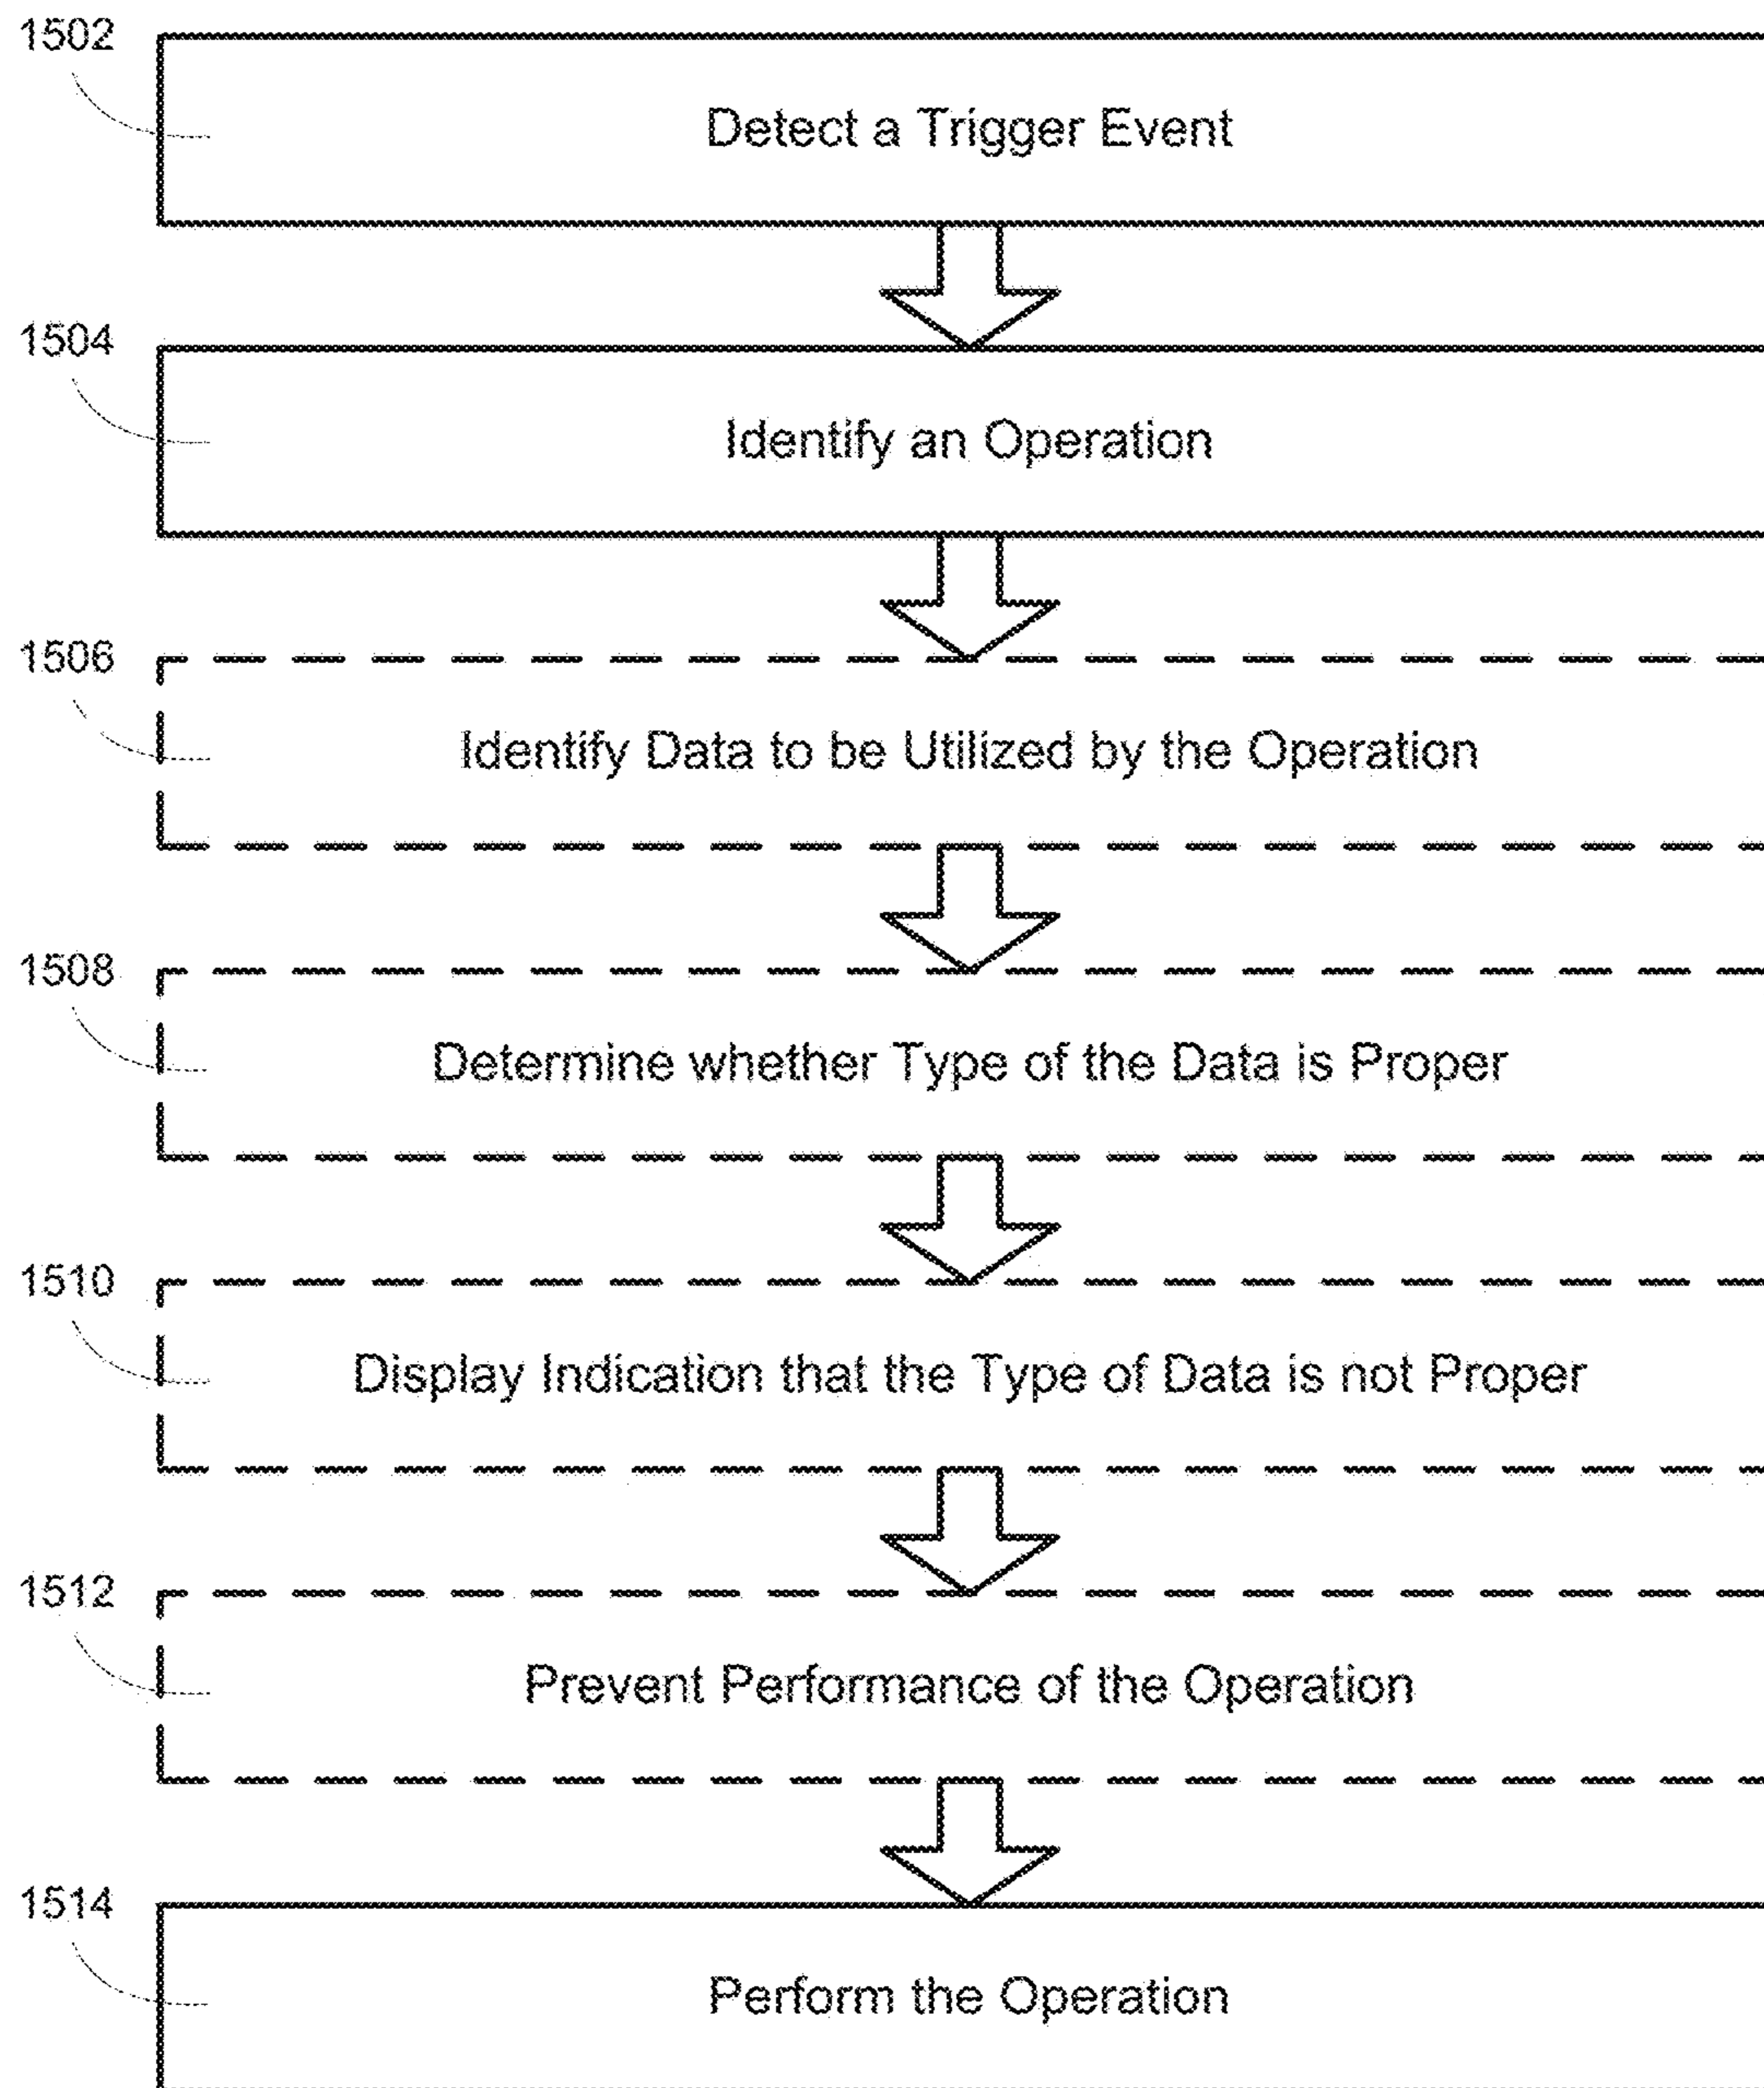 1502
Detect a Trigger Event
1504
Identify an Operation
1506
Identify Data to be Utilized by the Operation
1508
Determine whether Type of the Data is Proper
1510
Display Indication that the Type of Data is not Proper
1512
Prevent Performance of the Operation
1514
Perform the Operation